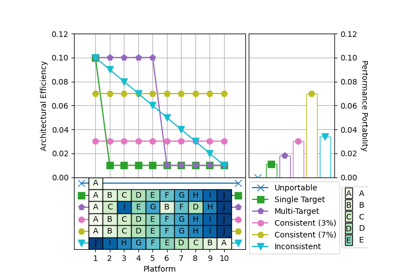 0.12
0.10
0.08
0.06
0.04
0.02
0.00
Architectural Efficiency
0.12
0.10
0.08
0.06
0.04
0.02
0.00
Performance Portability
A
A B C D E F G H I J
A C I E G B F D H J
A B C D E F G H I J
A B C D E F G H I J
J I H G F E D C B A
1 2 3 4 5 6 7 8 9 10
Platform
Unportable
Single Target
Multi-Target
Consistent (3%)
Consistent (7%)
Inconsistent
A A
B B
C C
D D
E E